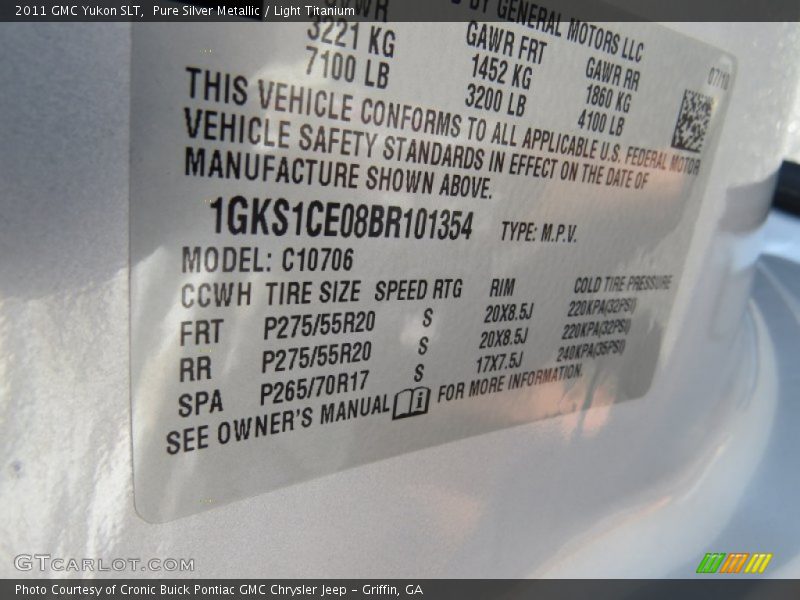 2011 GMC Yukon SLT, Pure Silver Metallic / Light Titanium
GVWR BY GENERAL MOTORS LLC
3221 KG GAWR FRT GAWR RR 07/10
7100 LB 1452 KG 1860 KG
3200 LB 4100 LB
THIS VEHICLE CONFORMS TO ALL APPLICABLE U.S. FEDERAL MOTOR
VEHICLE SAFETY STANDARDS IN EFFECT ON THE DATE OF
MANUFACTURE SHOWN ABOVE.
1GKS1CE08BR101354 TYPE: M.P.V.
MODEL: C10706
CCWH TIRE SIZE SPEED RTG RIM COLD TIRE PRESSURE
FRT P275/55R20 S 20X8.5J 220KPA(32PSI)
RR P275/55R20 S 20X8.5J 220KPA(32PSI)
SPA P265/70R17 S 17X7.5J 240KPA(35PSI)
SEE OWNER'S MANUAL i FOR MORE INFORMATION.
GTCARLOT.COM
Photo Courtesy of Cronic Buick Pontiac GMC Chrysler Jeep - Griffin, GA